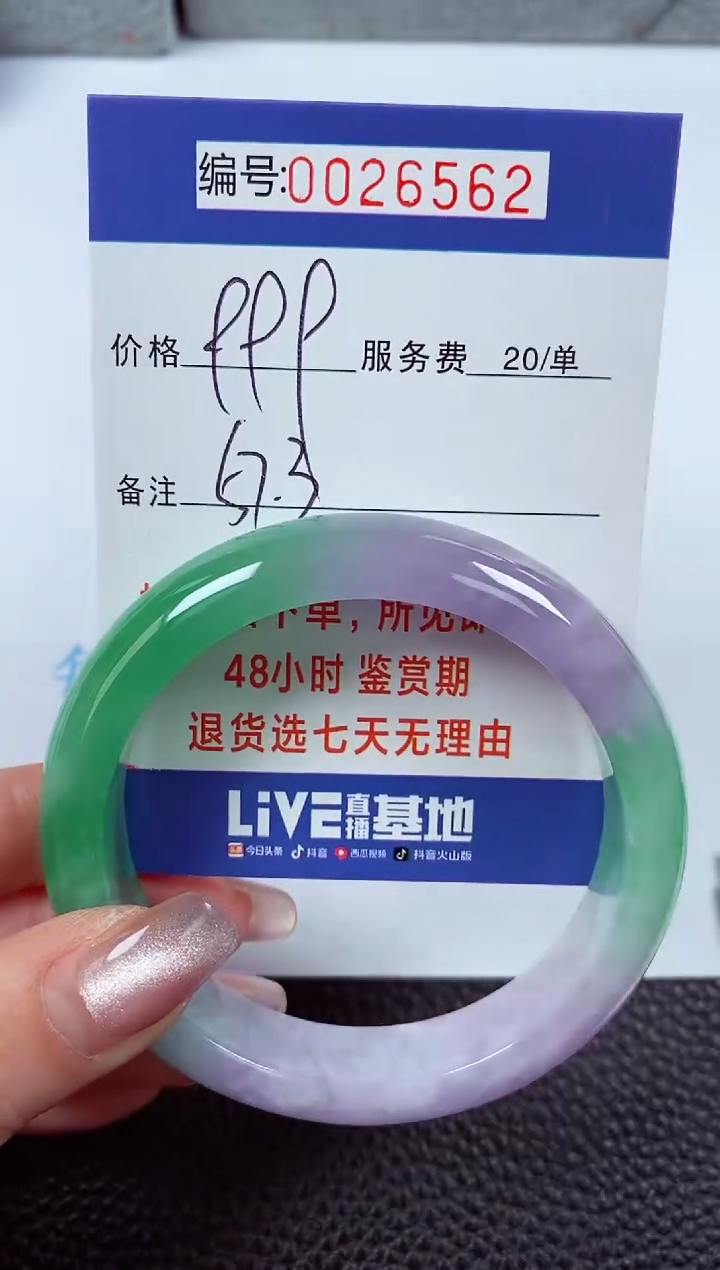 编号:0026562
价格 999 服务费 20/单
备注 57.3
下单，所见即
48小时 鉴赏期
退货选七天无理由
LiVE直播基地
今日头条 抖音 西瓜视频 抖音火山版